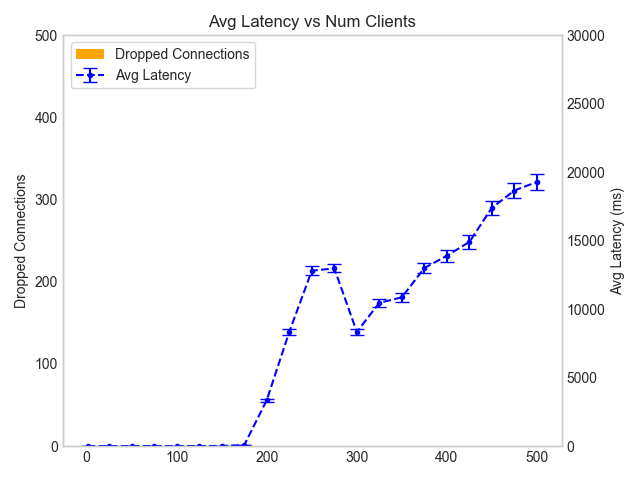 Avg Latency vs Num Clients
Dropped Connections
Avg Latency
500
400
300
200
100
0
Dropped Connections
30000
25000
20000
15000
10000
5000
0
Avg Latency (ms)
0 100 200 300 400 500